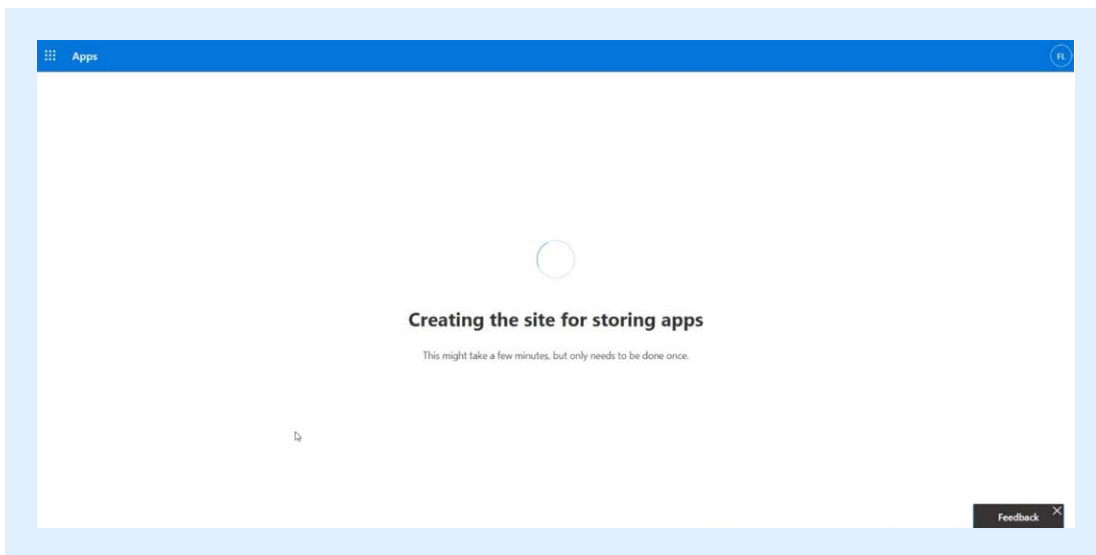 Apps
FL
Creating the site for storing apps
This might take a few minutes, but only needs to be done once.
Feedback